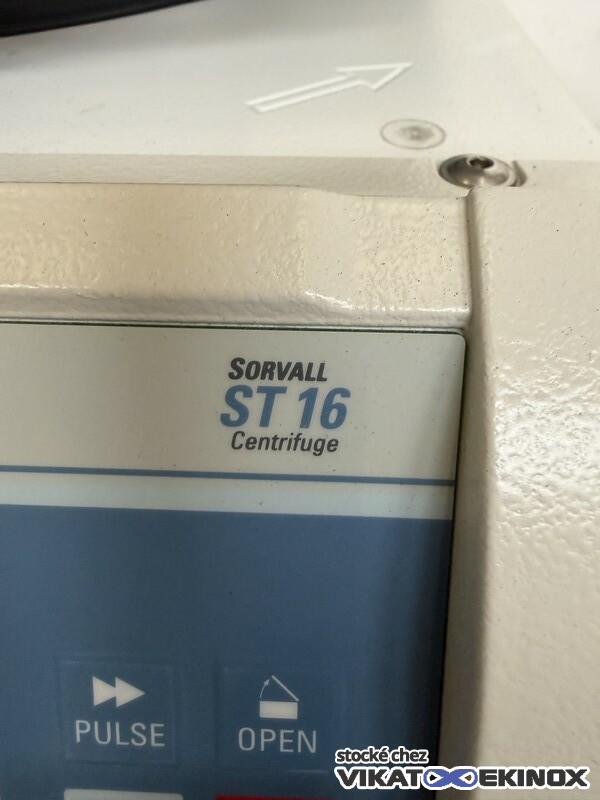 SORVALL
ST 16
Centrifuge
PULSE
OPEN
stocké chez
VIKAT EKINOX